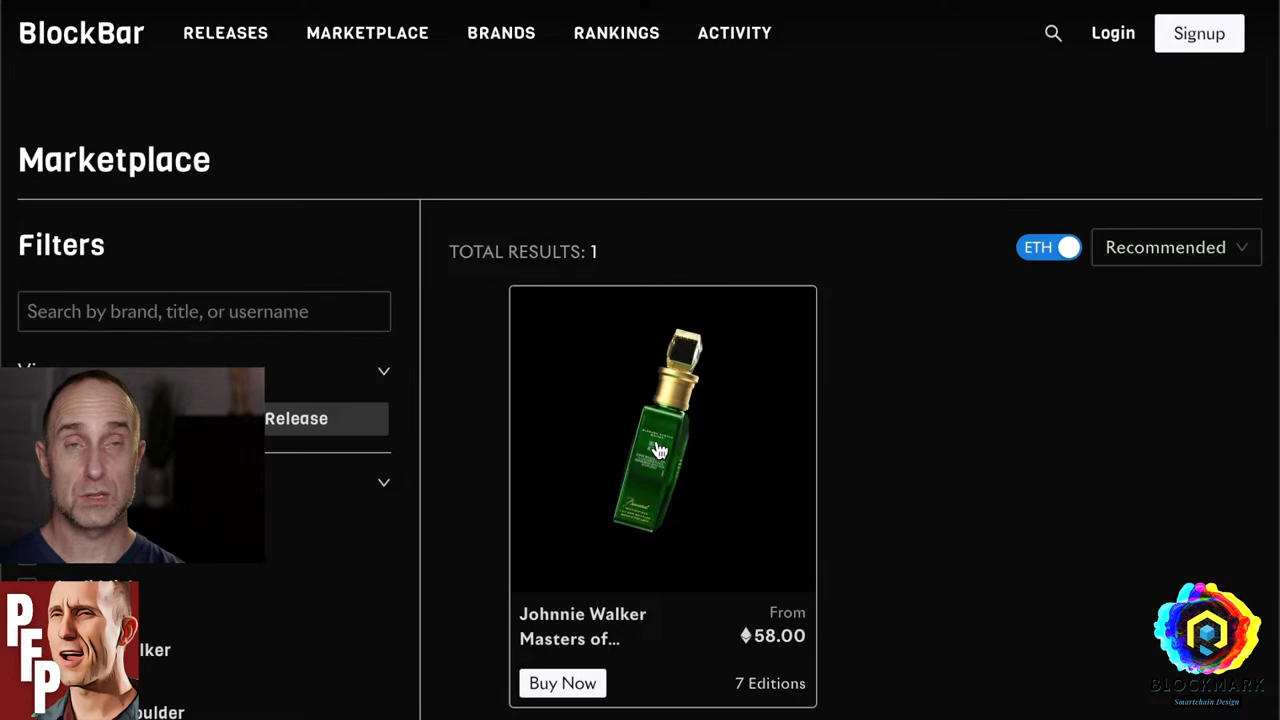 BlockBar RELEASES MARKETPLACE BRANDS RANKINGS ACTIVITY Login Signup
Marketplace
Filters
TOTAL RESULTS: 1
ETH
Recommended
Search by brand, title, or username
Release
Johnnie Walker
Masters of...
From
58.00
Buy Now
7 Editions
lker
oulder
PFP
BLOCKMARK
Smartchain Design